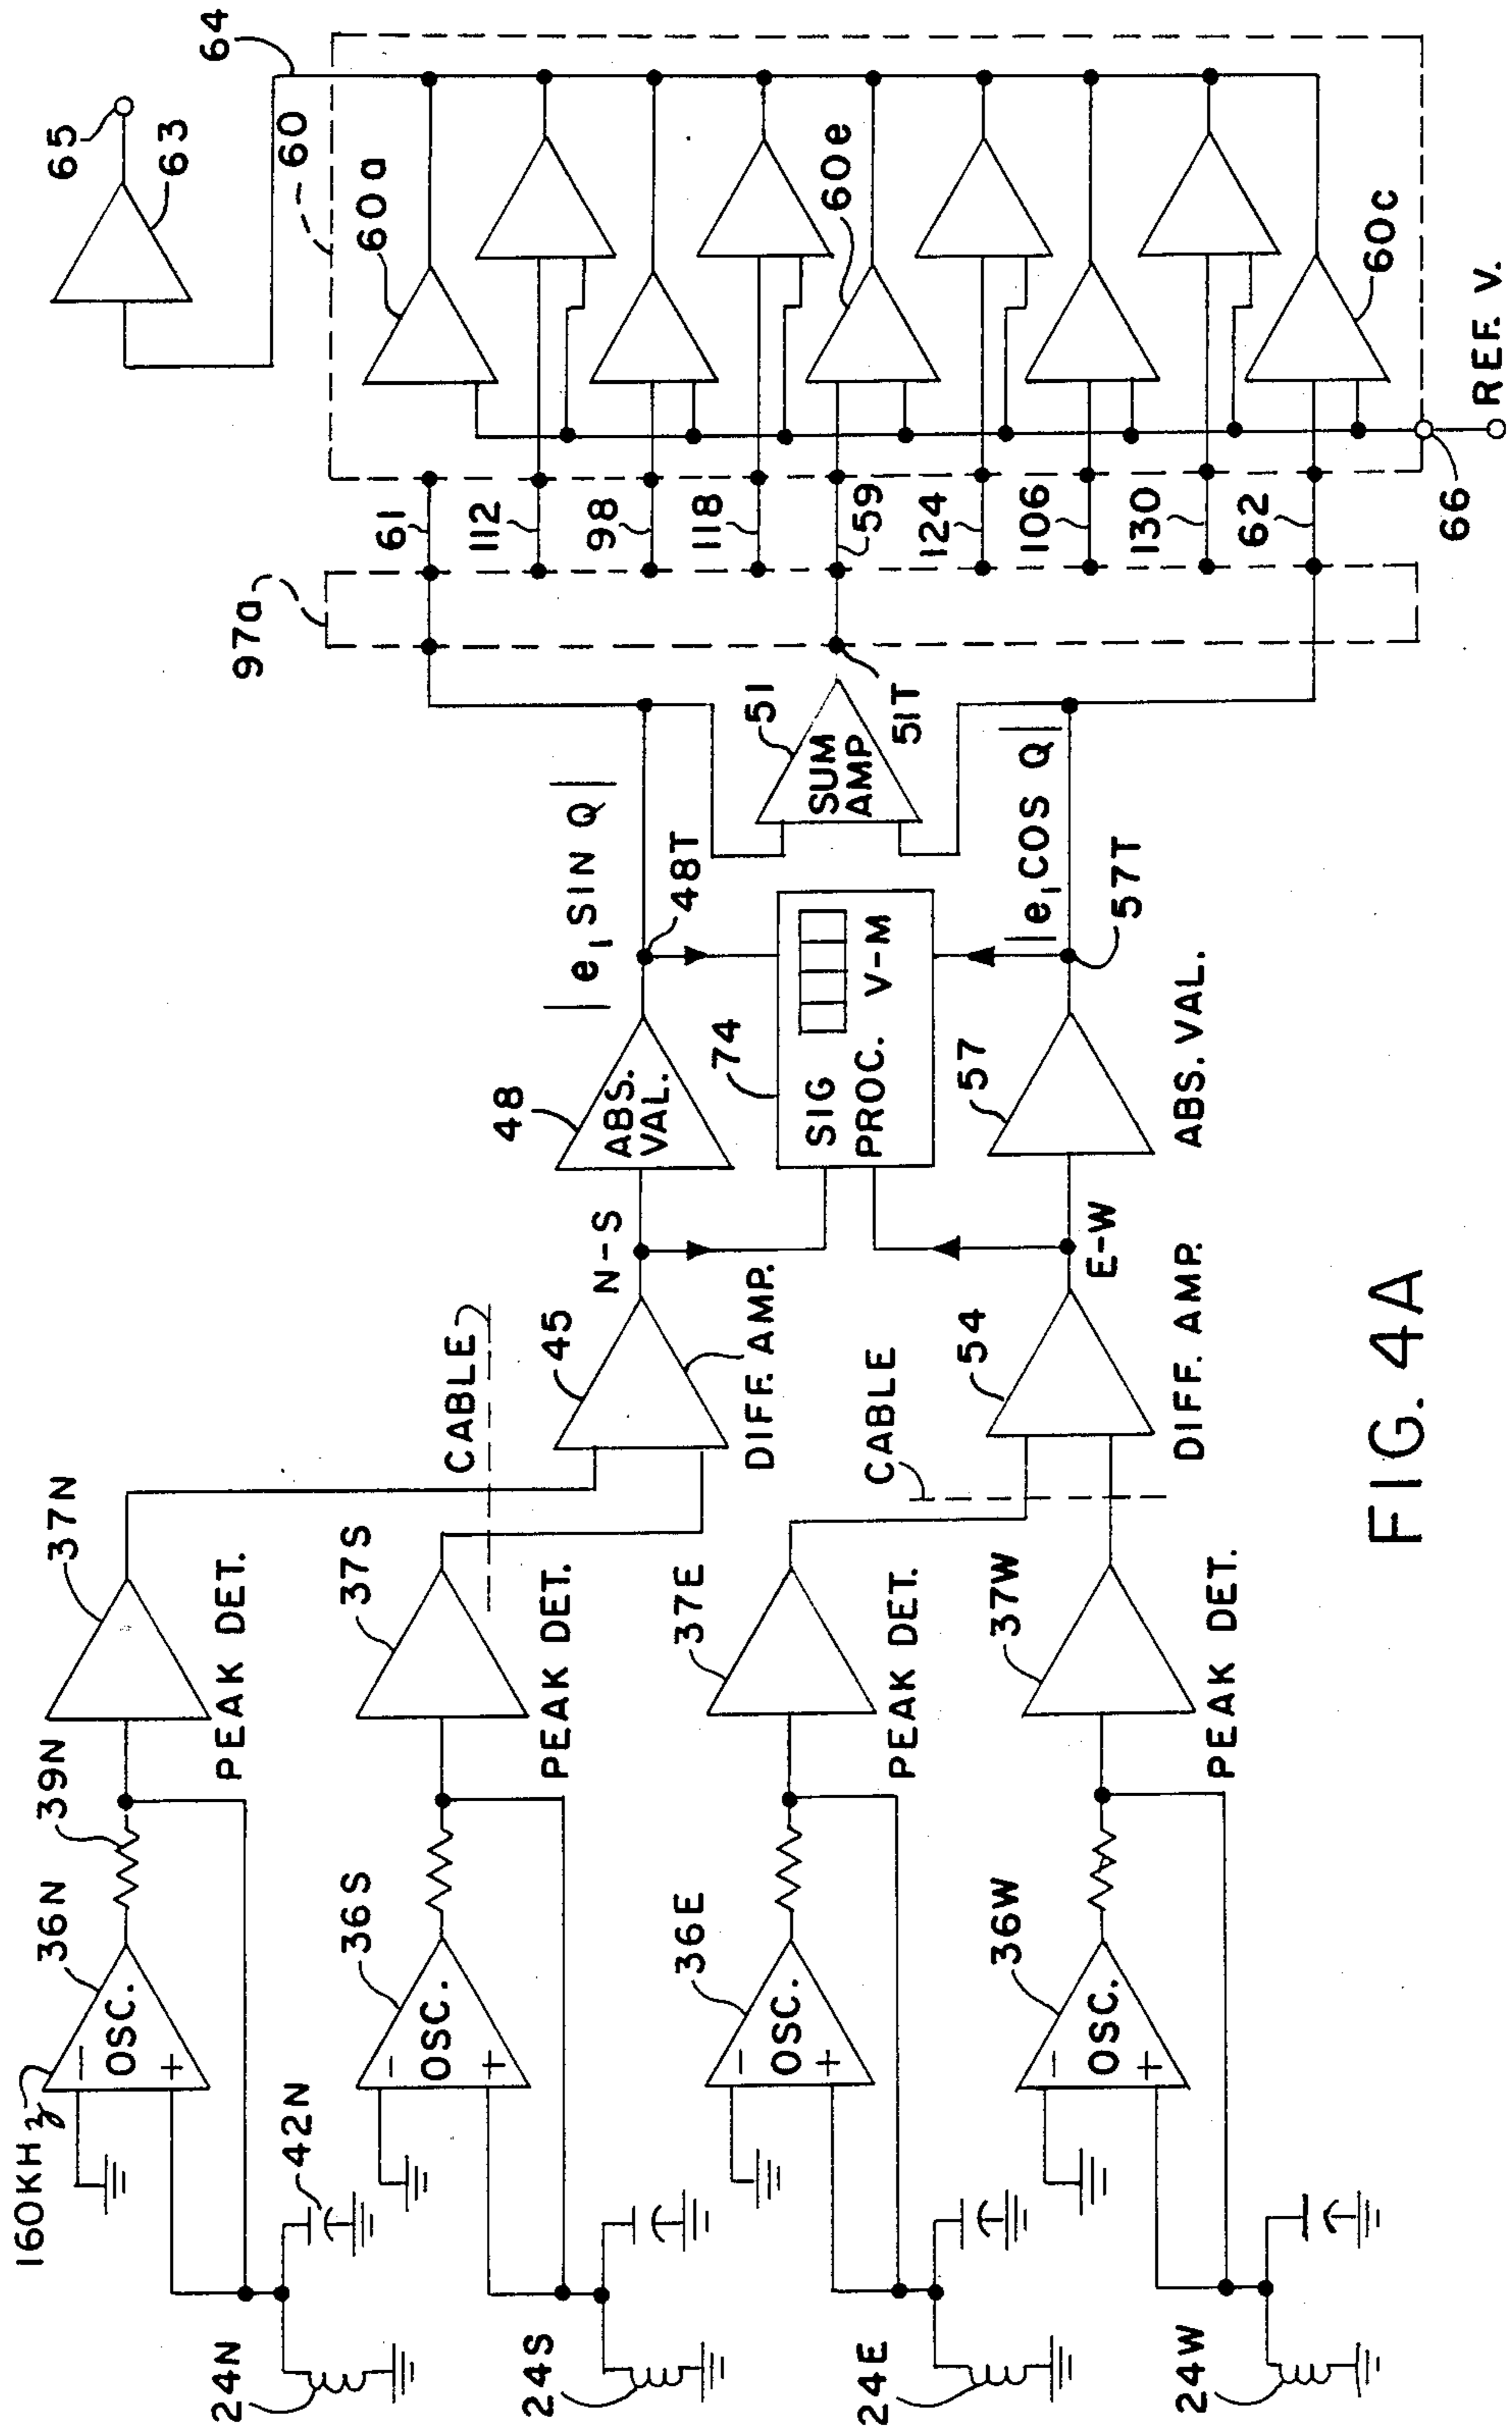 160KHz
36N
39N
37N
OSC.
-
+
PEAK DET.
42N
24N
36S
37S
OSC.
-
+
PEAK DET.
24S
36E
37E
OSC.
-
+
PEAK DET.
24E
36W
37W
OSC.
-
+
PEAK DET.
24W
CABLE
45
DIFF. AMP.
N-S
CABLE
54
DIFF. AMP.
E-W
48
ABS.
VAL.
|e1 SIN Q|
48T
74
SIG
PROC.
V-M
57
ABS. VAL.
|e1 COS Q|
57T
51
SUM
AMP
51T
97a
61
112
98
118
59
124
106
130
62
65
63
64
60
60a
60e
60c
66
REF. V.
FIG. 4A